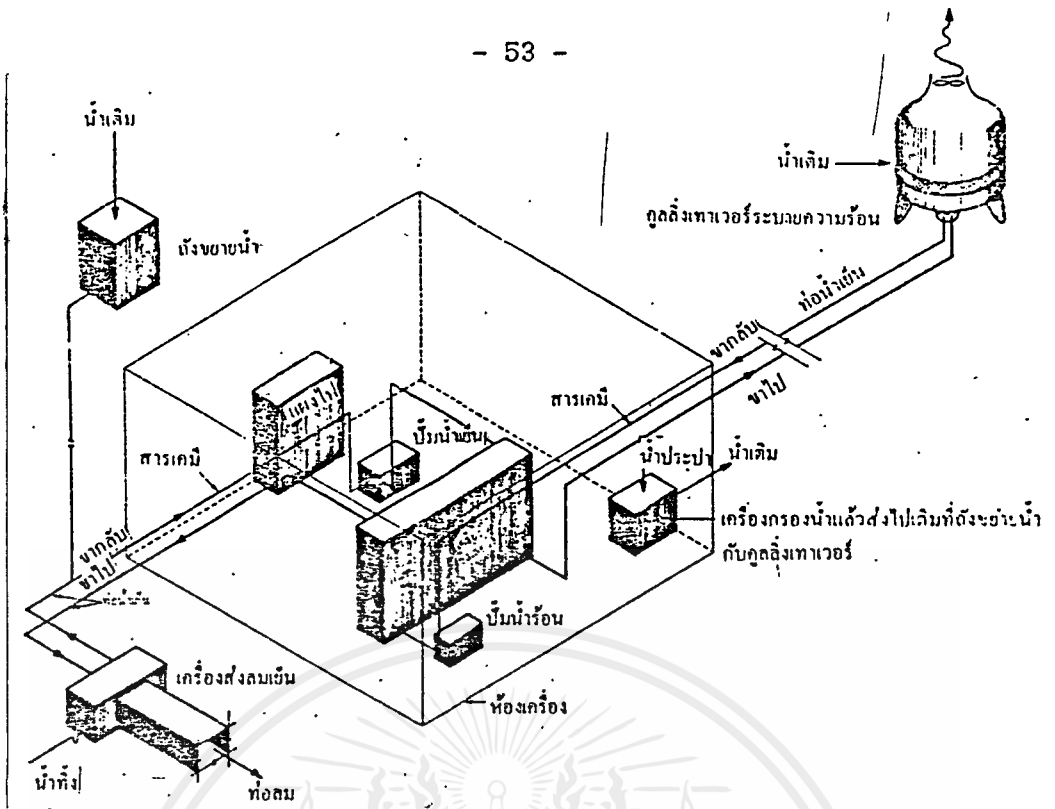 - 53 -
น้ำเติม
ถังขยายน้ำ
น้ำเติม
คูลลิ่งเทาเวอร์ระบายความร้อน
ท่อน้ำเย็น
ขากลับ
ขาไป
สารเคมี
แผงไฟ
ปั๊มน้ำเย็น
น้ำประปา
น้ำเติม
สารเคมี
เครื่องกรองน้ำแล้วส่งไปเติมที่ถังขยายน้ำ
กับคูลลิ่งเทาเวอร์
ขากลับ
ขาไป
ปั๊มน้ำร้อน
เครื่องส่งลมเย็น
ห้องเครื่อง
น้ำทิ้ง
ท่อลม